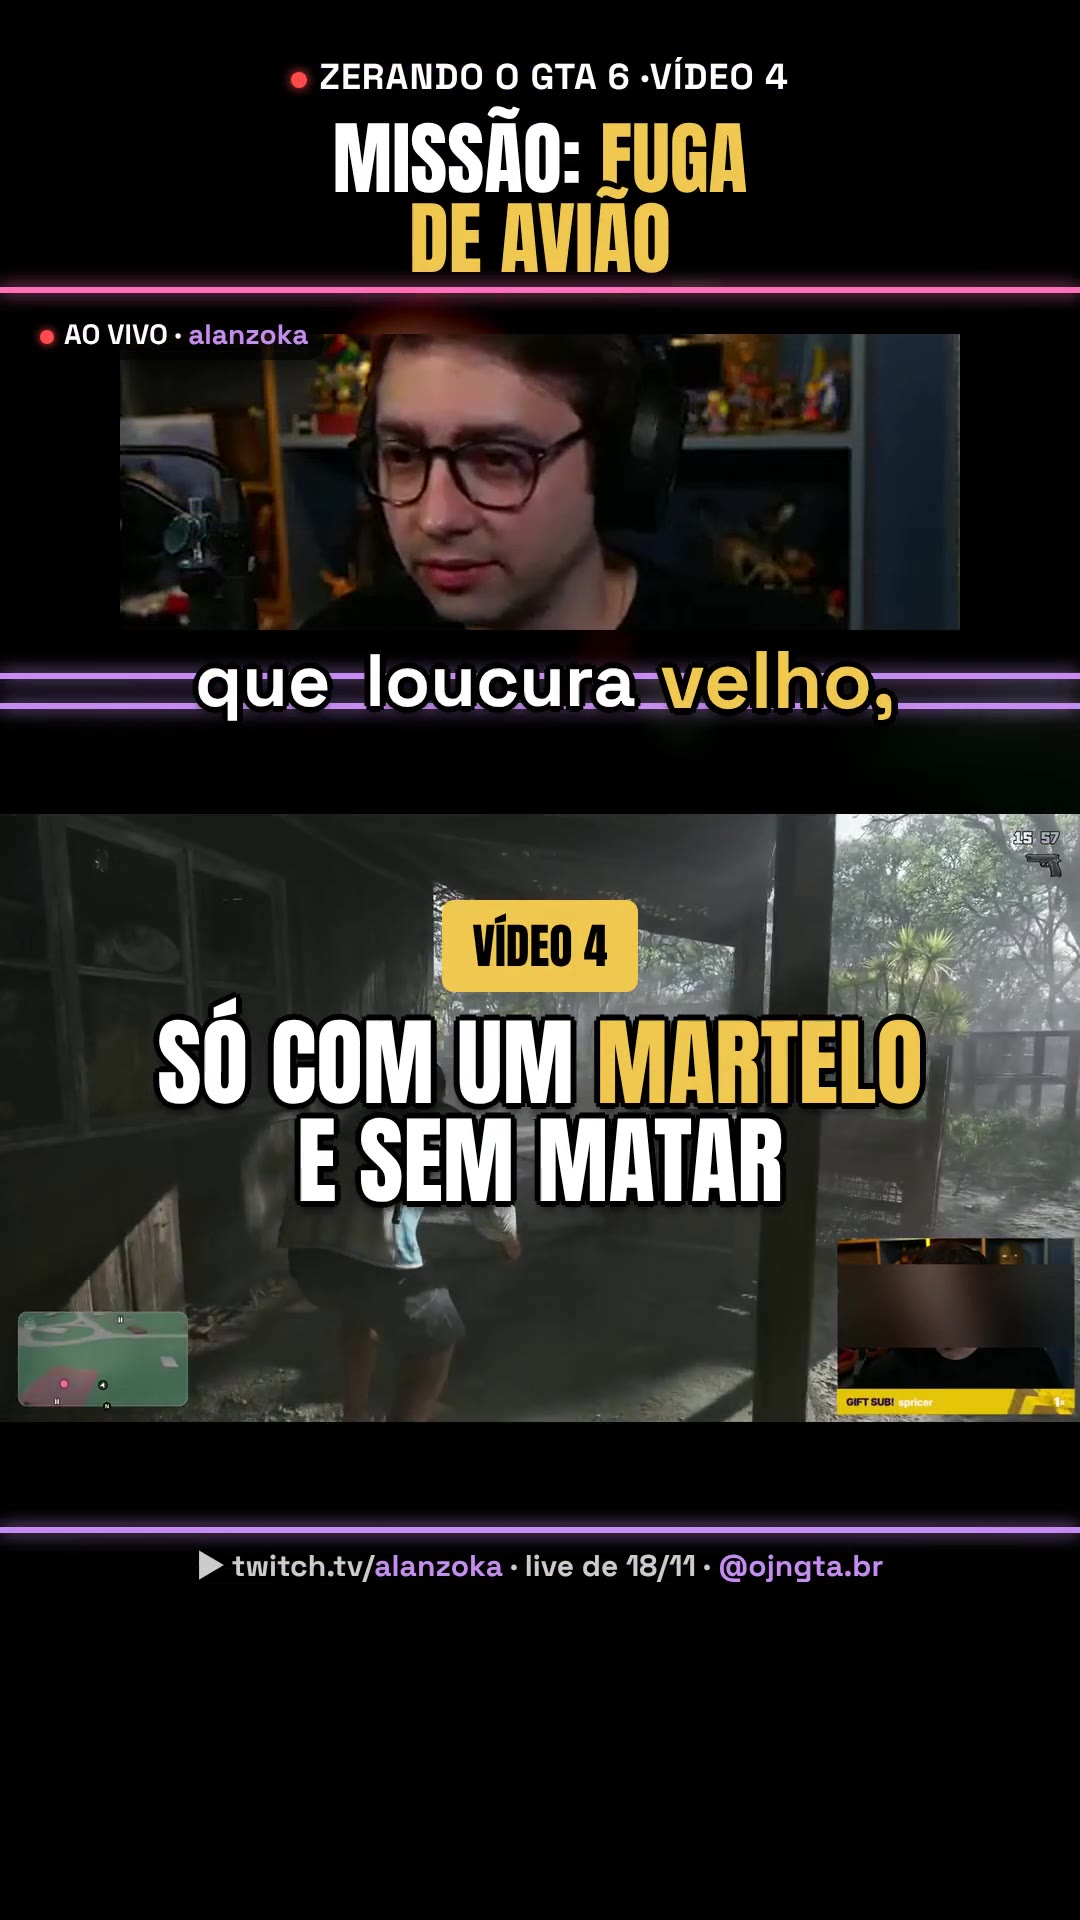 ZERANDO O GTA 6 ·VÍDEO 4
MISSÃO: FUGA
DE AVIÃO
AO VIVO · alanzoka
que loucura velho,
15 57
VÍDEO 4
SÓ COM UM MARTELO
E SEM MATAR
N
GIFT SUB! spricer
1x
▶ twitch.tv/alanzoka · live de 18/11 · @ojngta.br